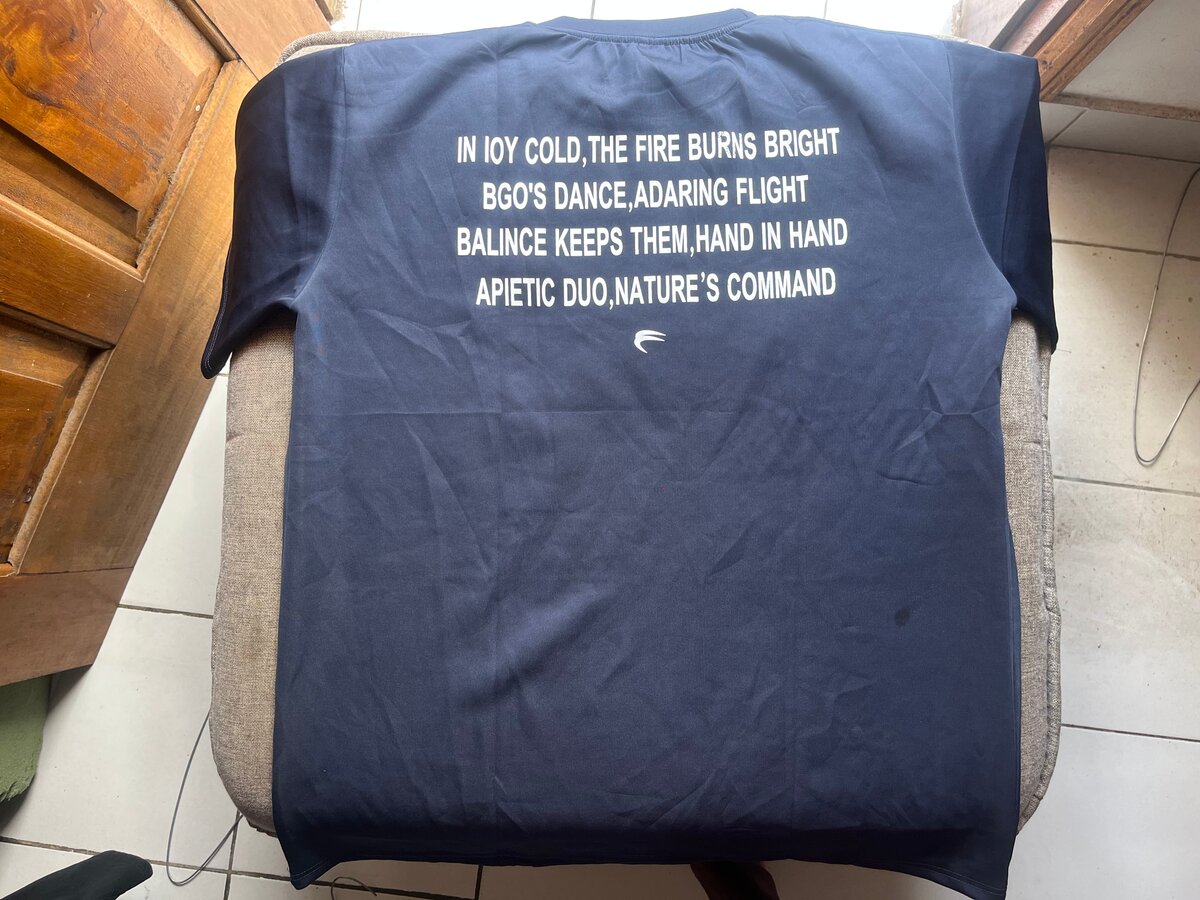 IN IOY COLD,THE FIRE BURNS BRIGHT
BGO'S DANCE,ADARING FLIGHT
BALINCE KEEPS THEM,HAND IN HAND
APIETIC DUO,NATURE'S COMMAND